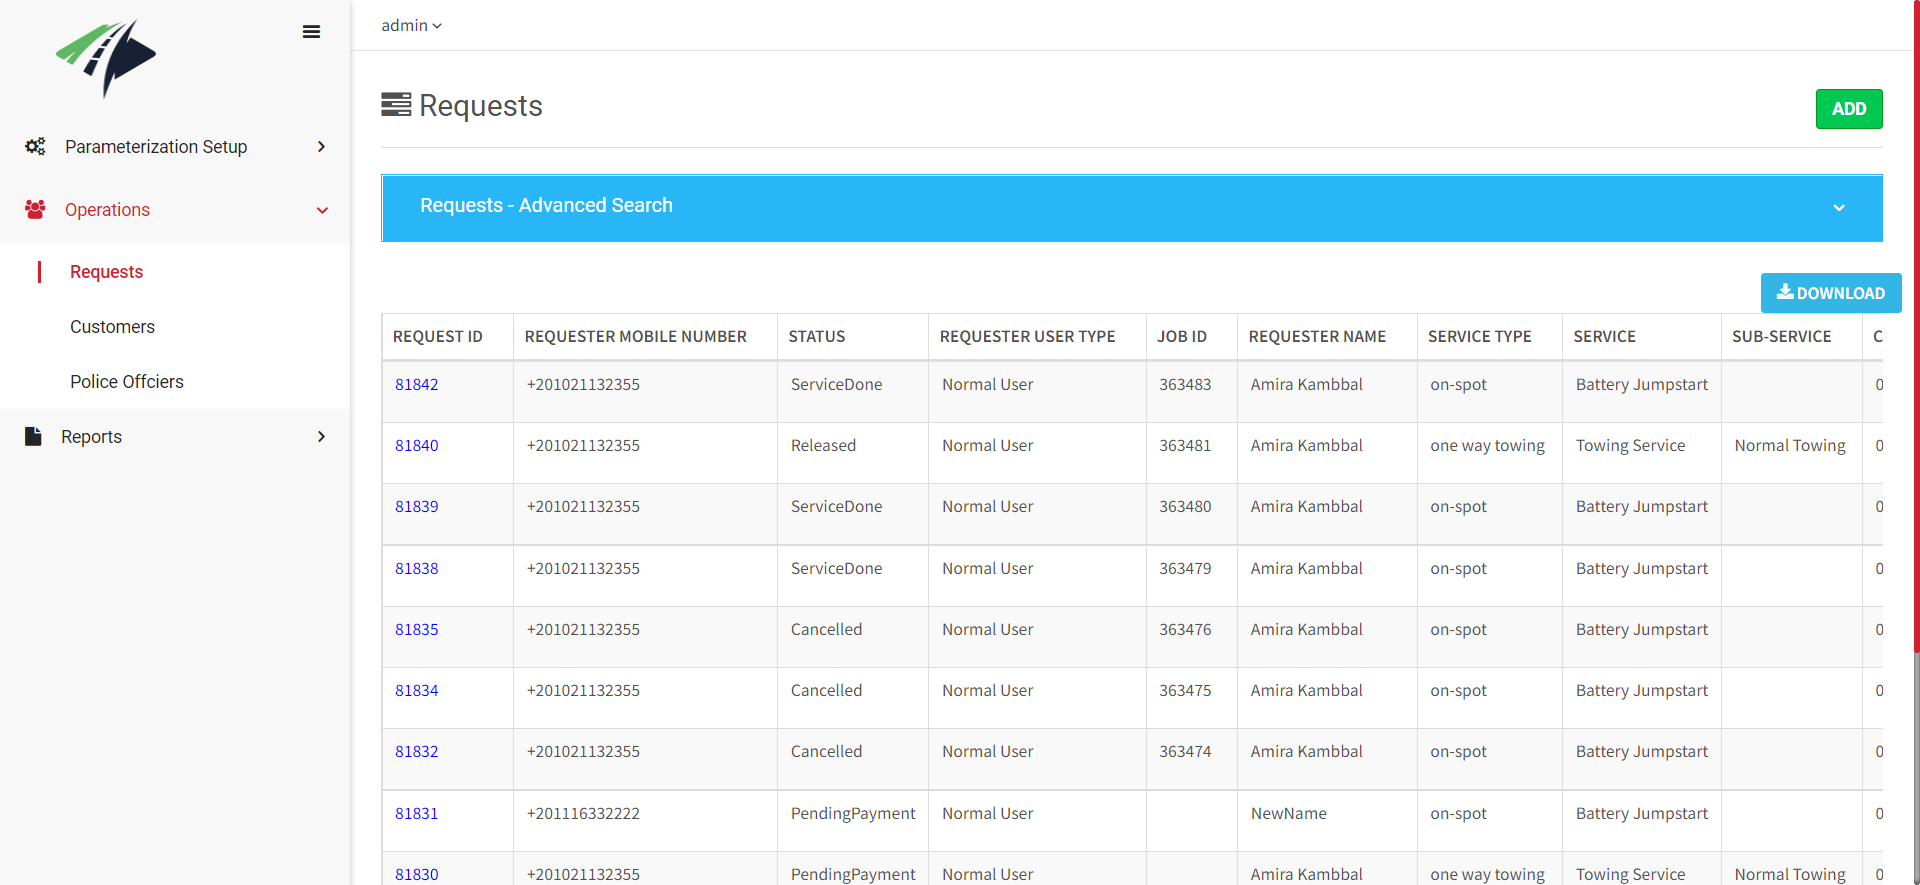 admin
Parameterization Setup
Operations
Requests
Customers
Police Offciers
Reports
Requests
ADD
Requests - Advanced Search
DOWNLOAD
REQUEST ID REQUESTER MOBILE NUMBER STATUS REQUESTER USER TYPE JOB ID REQUESTER NAME SERVICE TYPE SERVICE SUB-SERVICE C
81842 +201021132355 ServiceDone Normal User 363483 Amira Kambbal on-spot Battery Jumpstart 0
81840 +201021132355 Released Normal User 363481 Amira Kambbal one way towing Towing Service Normal Towing 0
81839 +201021132355 ServiceDone Normal User 363480 Amira Kambbal on-spot Battery Jumpstart 0
81838 +201021132355 ServiceDone Normal User 363479 Amira Kambbal on-spot Battery Jumpstart 0
81835 +201021132355 Cancelled Normal User 363476 Amira Kambbal on-spot Battery Jumpstart 0
81834 +201021132355 Cancelled Normal User 363475 Amira Kambbal on-spot Battery Jumpstart 0
81832 +201021132355 Cancelled Normal User 363474 Amira Kambbal on-spot Battery Jumpstart 0
81831 +201116332222 PendingPayment Normal User NewName on-spot Battery Jumpstart 0
81830 +201021132355 PendingPayment Normal User Amira Kambbal one way towing Towing Service Normal Towing 0